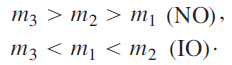 m₃ > m₂ > m₁ (NO),
m₃ < m₁ < m₂ (IO).